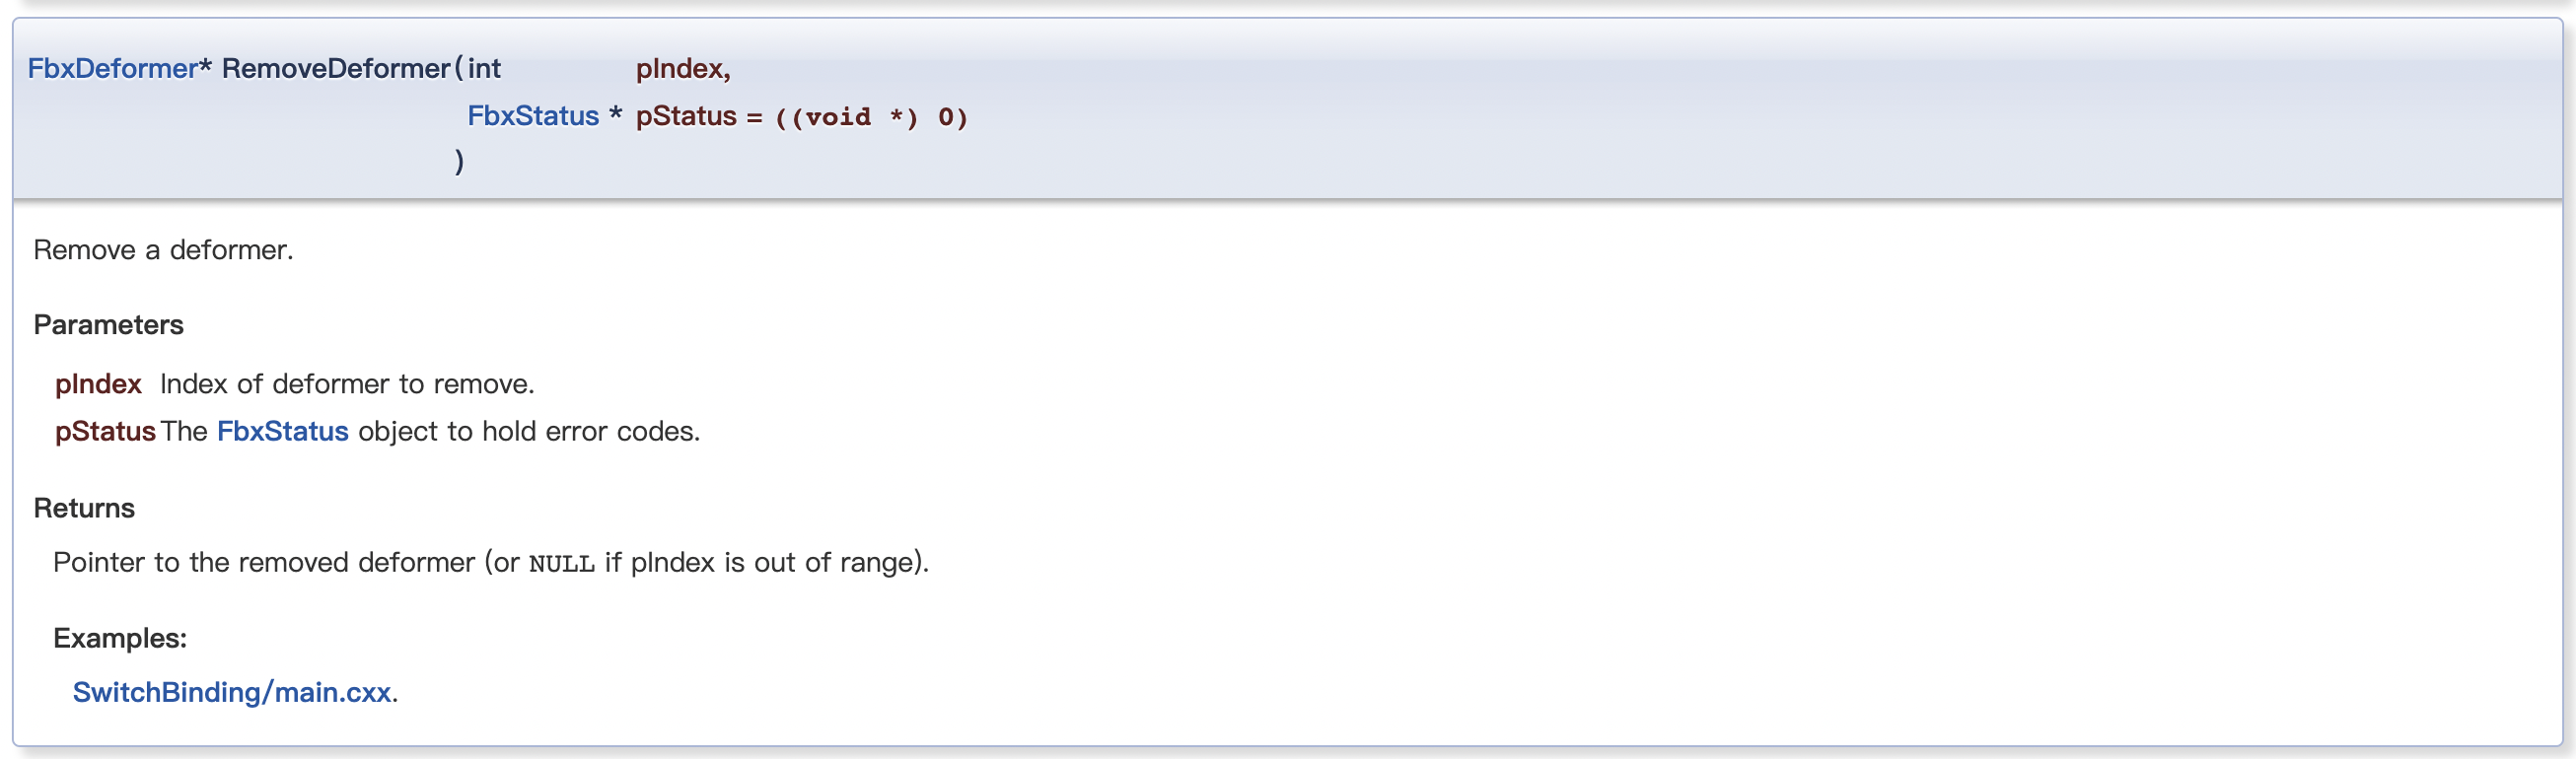 FbxDeformer* RemoveDeformer(int pIndex,
FbxStatus * pStatus = ((void *) 0)
)
Remove a deformer.
Parameters
pIndex Index of deformer to remove.
pStatus The FbxStatus object to hold error codes.
Returns
Pointer to the removed deformer (or NULL if pIndex is out of range).
Examples:
SwitchBinding/main.cxx.